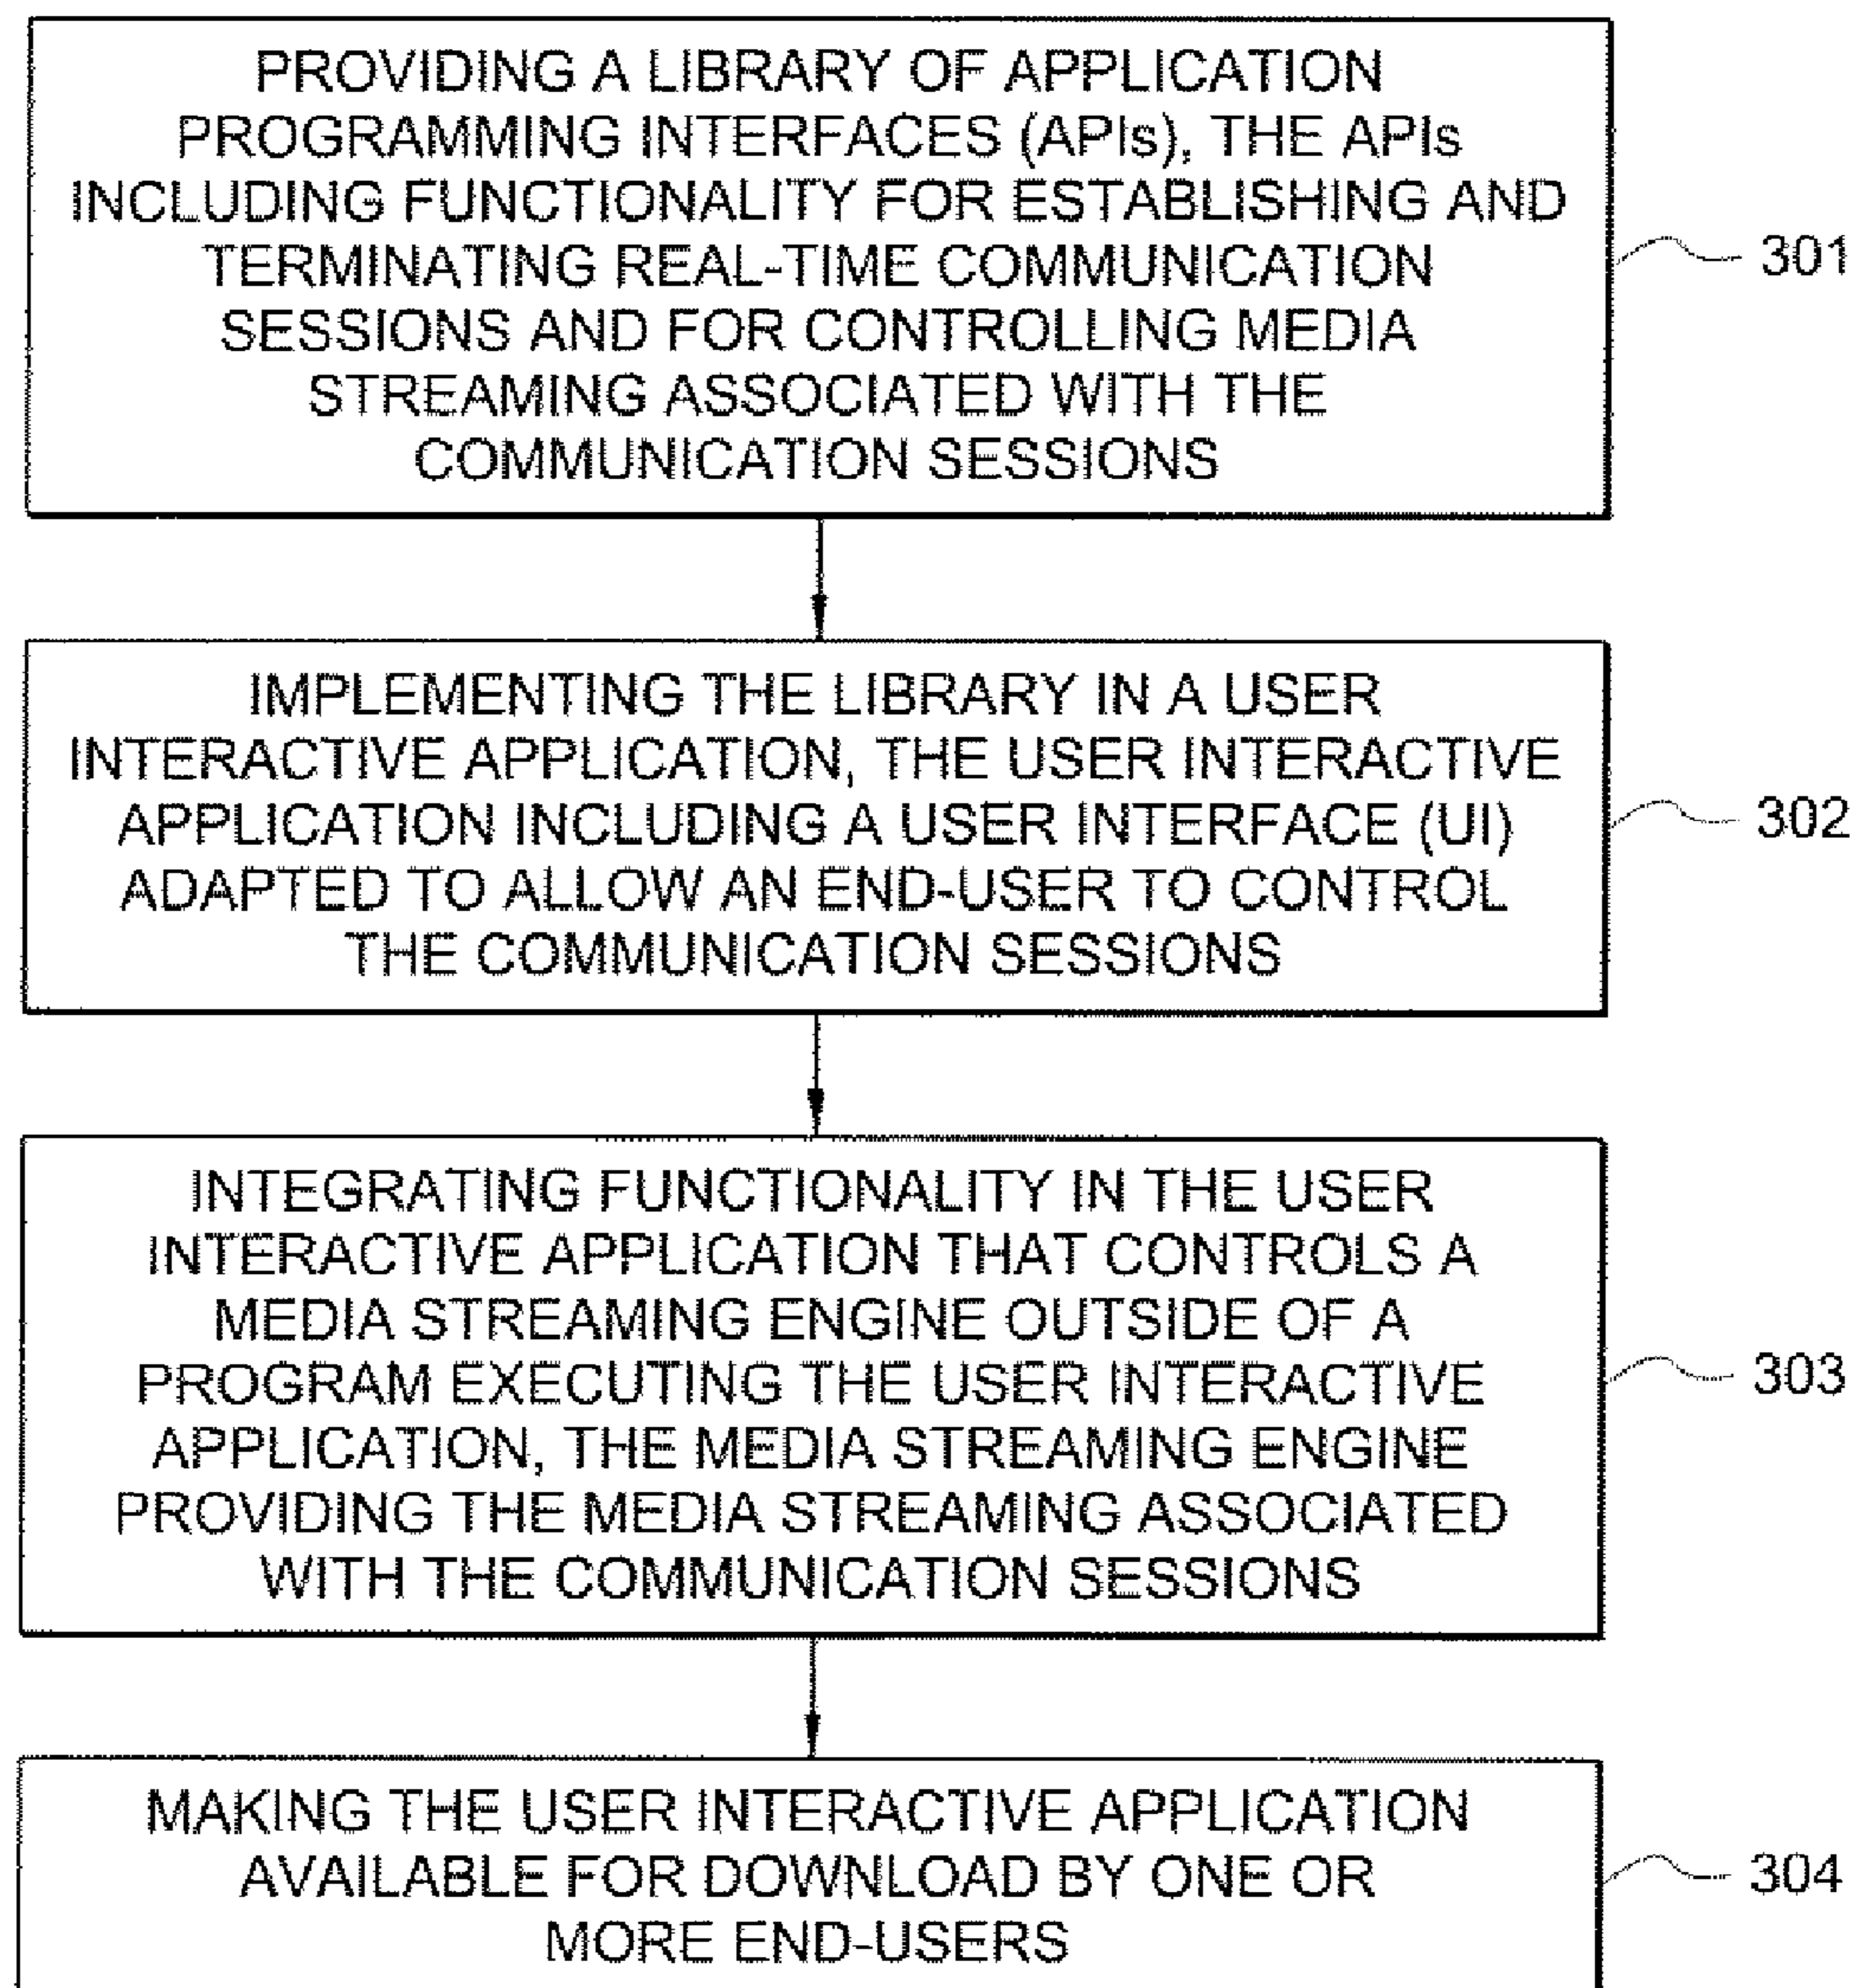 PROVIDING A LIBRARY OF APPLICATION
PROGRAMMING INTERFACES (APIs), THE APIs
INCLUDING FUNCTIONALITY FOR ESTABLISHING AND
TERMINATING REAL-TIME COMMUNICATION
SESSIONS AND FOR CONTROLLING MEDIA
STREAMING ASSOCIATED WITH THE
COMMUNICATION SESSIONS
301
IMPLEMENTING THE LIBRARY IN A USER
INTERACTIVE APPLICATION, THE USER INTERACTIVE
APPLICATION INCLUDING A USER INTERFACE (UI)
ADAPTED TO ALLOW AN END-USER TO CONTROL
THE COMMUNICATION SESSIONS
302
INTEGRATING FUNCTIONALITY IN THE USER
INTERACTIVE APPLICATION THAT CONTROLS A
MEDIA STREAMING ENGINE OUTSIDE OF A
PROGRAM EXECUTING THE USER INTERACTIVE
APPLICATION, THE MEDIA STREAMING ENGINE
PROVIDING THE MEDIA STREAMING ASSOCIATED
WITH THE COMMUNICATION SESSIONS
303
MAKING THE USER INTERACTIVE APPLICATION
AVAILABLE FOR DOWNLOAD BY ONE OR
MORE END-USERS
304